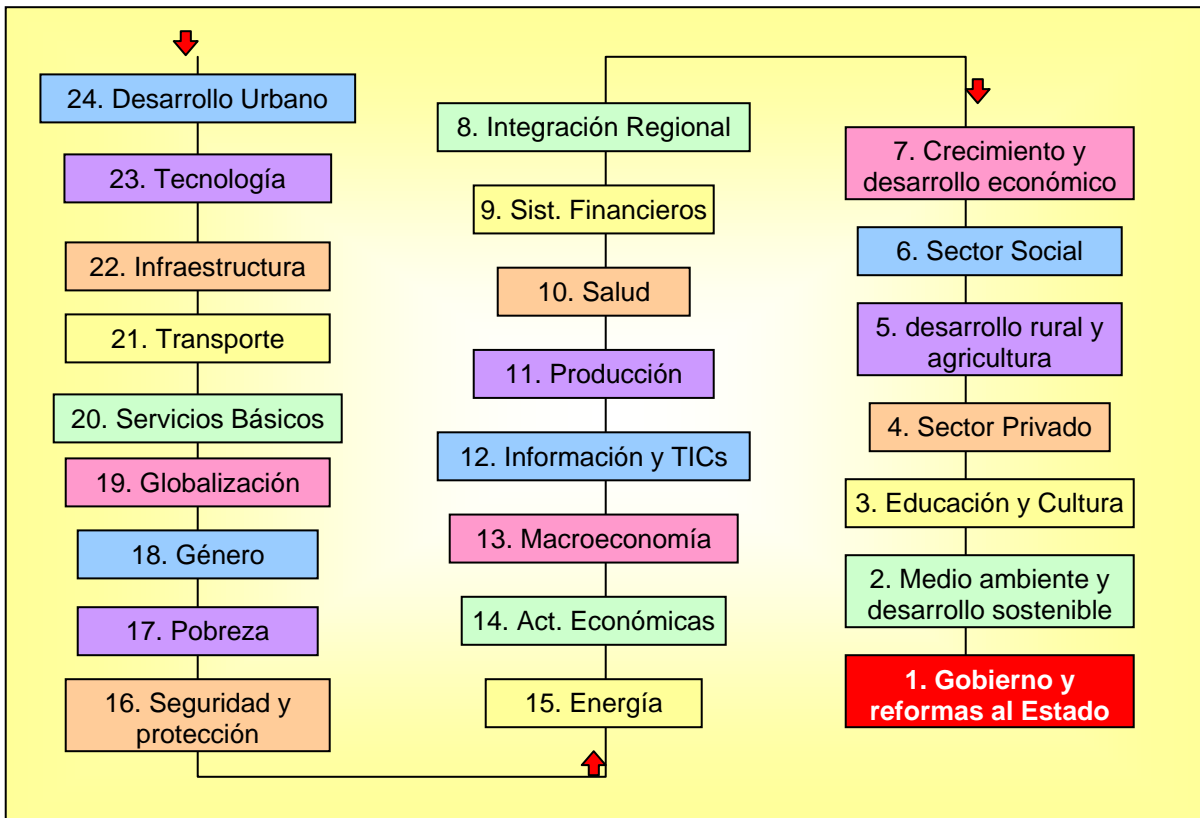 24. Desarrollo Urbano
23. Tecnología
22. Infraestructura
21. Transporte
20. Servicios Básicos
19. Globalización
18. Género
17. Pobreza
16. Seguridad y
protección
8. Integración Regional
9. Sist. Financieros
10. Salud
11. Producción
12. Información y TICs
13. Macroeconomía
14. Act. Económicas
15. Energía
7. Crecimiento y
desarrollo económico
6. Sector Social
5. desarrollo rural y
agricultura
4. Sector Privado
3. Educación y Cultura
2. Medio ambiente y
desarrollo sostenible
1. Gobierno y
reformas al Estado